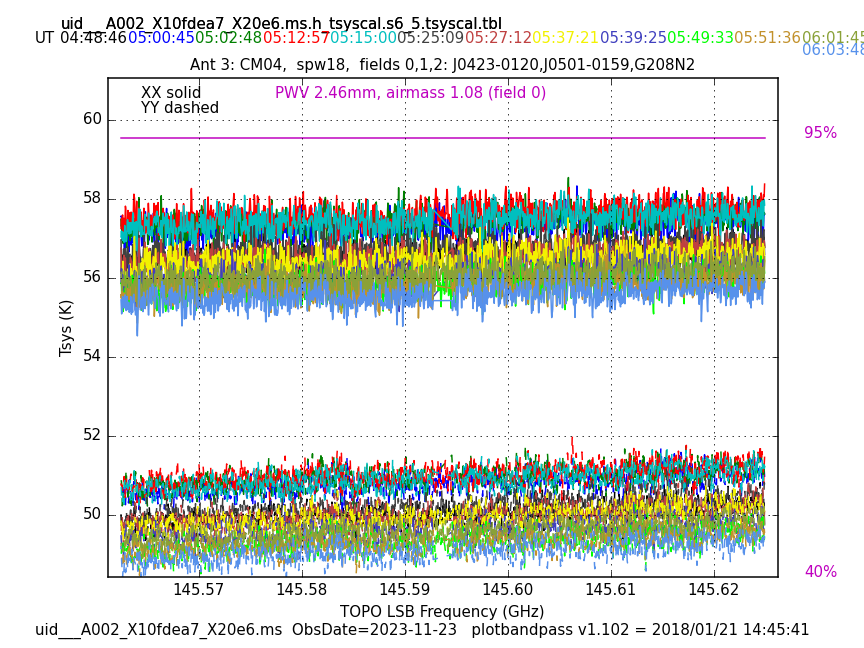 uid___A002_X10fdea7_X20e6.ms.h_tsyscal.s6_5.tsyscal.tbl
UT 04:48:46 05:00:45 05:02:48 05:12:57 05:15:00 05:25:09 05:27:12 05:37:21 05:39:25 05:49:33 05:51:36 06:01:45
06:03:48
Ant 3: CM04, spw18, fields 0,1,2: J0423-0120,J0501-0159,G208N2
XX solid PWV 2.46mm, airmass 1.08 (field 0)
YY dashed
60
95%
58
56
Tsys (K)
54
52
50
40%
145.57 145.58 145.59 145.60 145.61 145.62
TOPO LSB Frequency (GHz)
uid___A002_X10fdea7_X20e6.ms ObsDate=2023-11-23 plotbandpass v1.102 = 2018/01/21 14:45:41